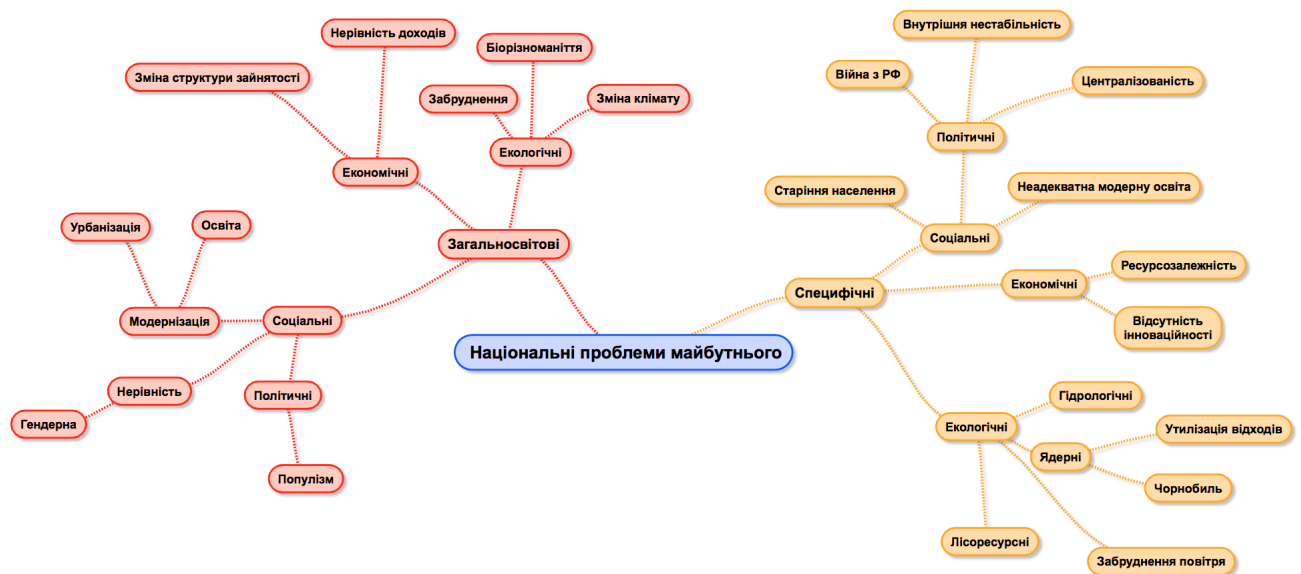 Національні проблеми майбутнього
Загальносвітові
Економічні
Зміна структури зайнятості
Нерівність доходів
Екологічні
Забруднення
Біорізноманіття
Зміна клімату
Соціальні
Модернізація
Урбанізація
Освіта
Нерівність
Гендерна
Політичні
Популізм
Специфічні
Соціальні
Старіння населення
Політичні
Війна з РФ
Внутрішня нестабільність
Централізованість
Неадекватна модерну освіта
Економічні
Ресурсозалежність
Відсутність
інноваційності
Екологічні
Гідрологічні
Ядерні
Утилізація відходів
Чорнобиль
Забруднення повітря
Лісоресурсні